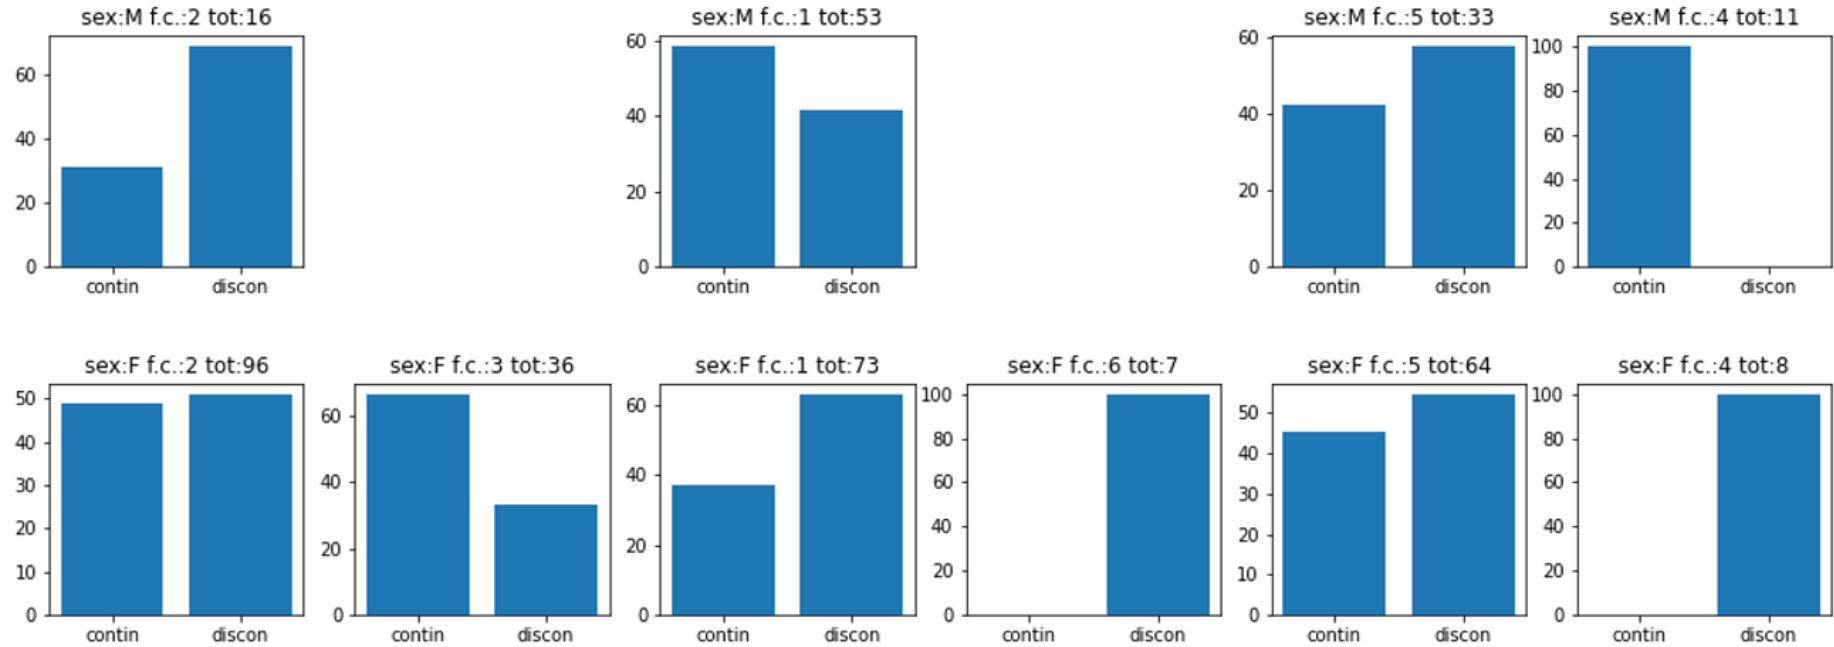 sex:M f.c.:2 tot:16
60
40
20
0
contin discon
sex:M f.c.:1 tot:53
60
40
20
0
contin discon
sex:M f.c.:5 tot:33
60
40
20
0
contin discon
sex:M f.c.:4 tot:11
100
80
60
40
20
0
contin discon
sex:F f.c.:2 tot:96
50
40
30
20
10
0
contin discon
sex:F f.c.:3 tot:36
60
40
20
0
contin discon
sex:F f.c.:1 tot:73
60
40
20
0
contin discon
sex:F f.c.:6 tot:7
100
80
60
40
20
0
contin discon
sex:F f.c.:5 tot:64
50
40
30
20
10
0
contin discon
sex:F f.c.:4 tot:8
100
80
60
40
20
0
contin discon